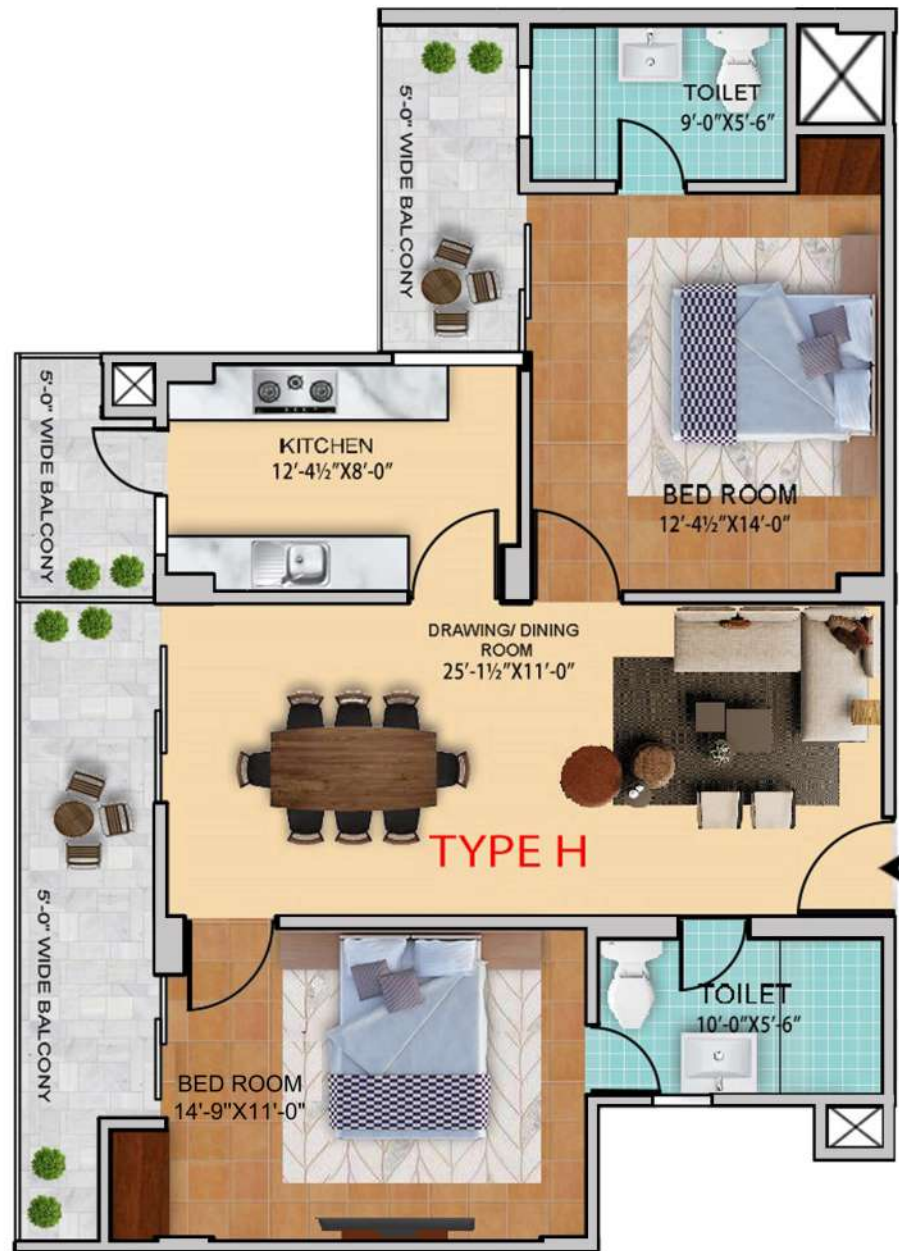 TOILET
9'-0"X5'-6"
5'-0" WIDE BALCONY
BED ROOM
12'-4½"X14'-0"
5'-0" WIDE BALCONY
KITCHEN
12'-4½"X8'-0"
DRAWING/ DINING
ROOM
25'-1½"X11'-0"
TYPE H
5'-0" WIDE BALCONY
TOILET
10'-0"X5'-6"
BED ROOM
14'-9"X11'-0"